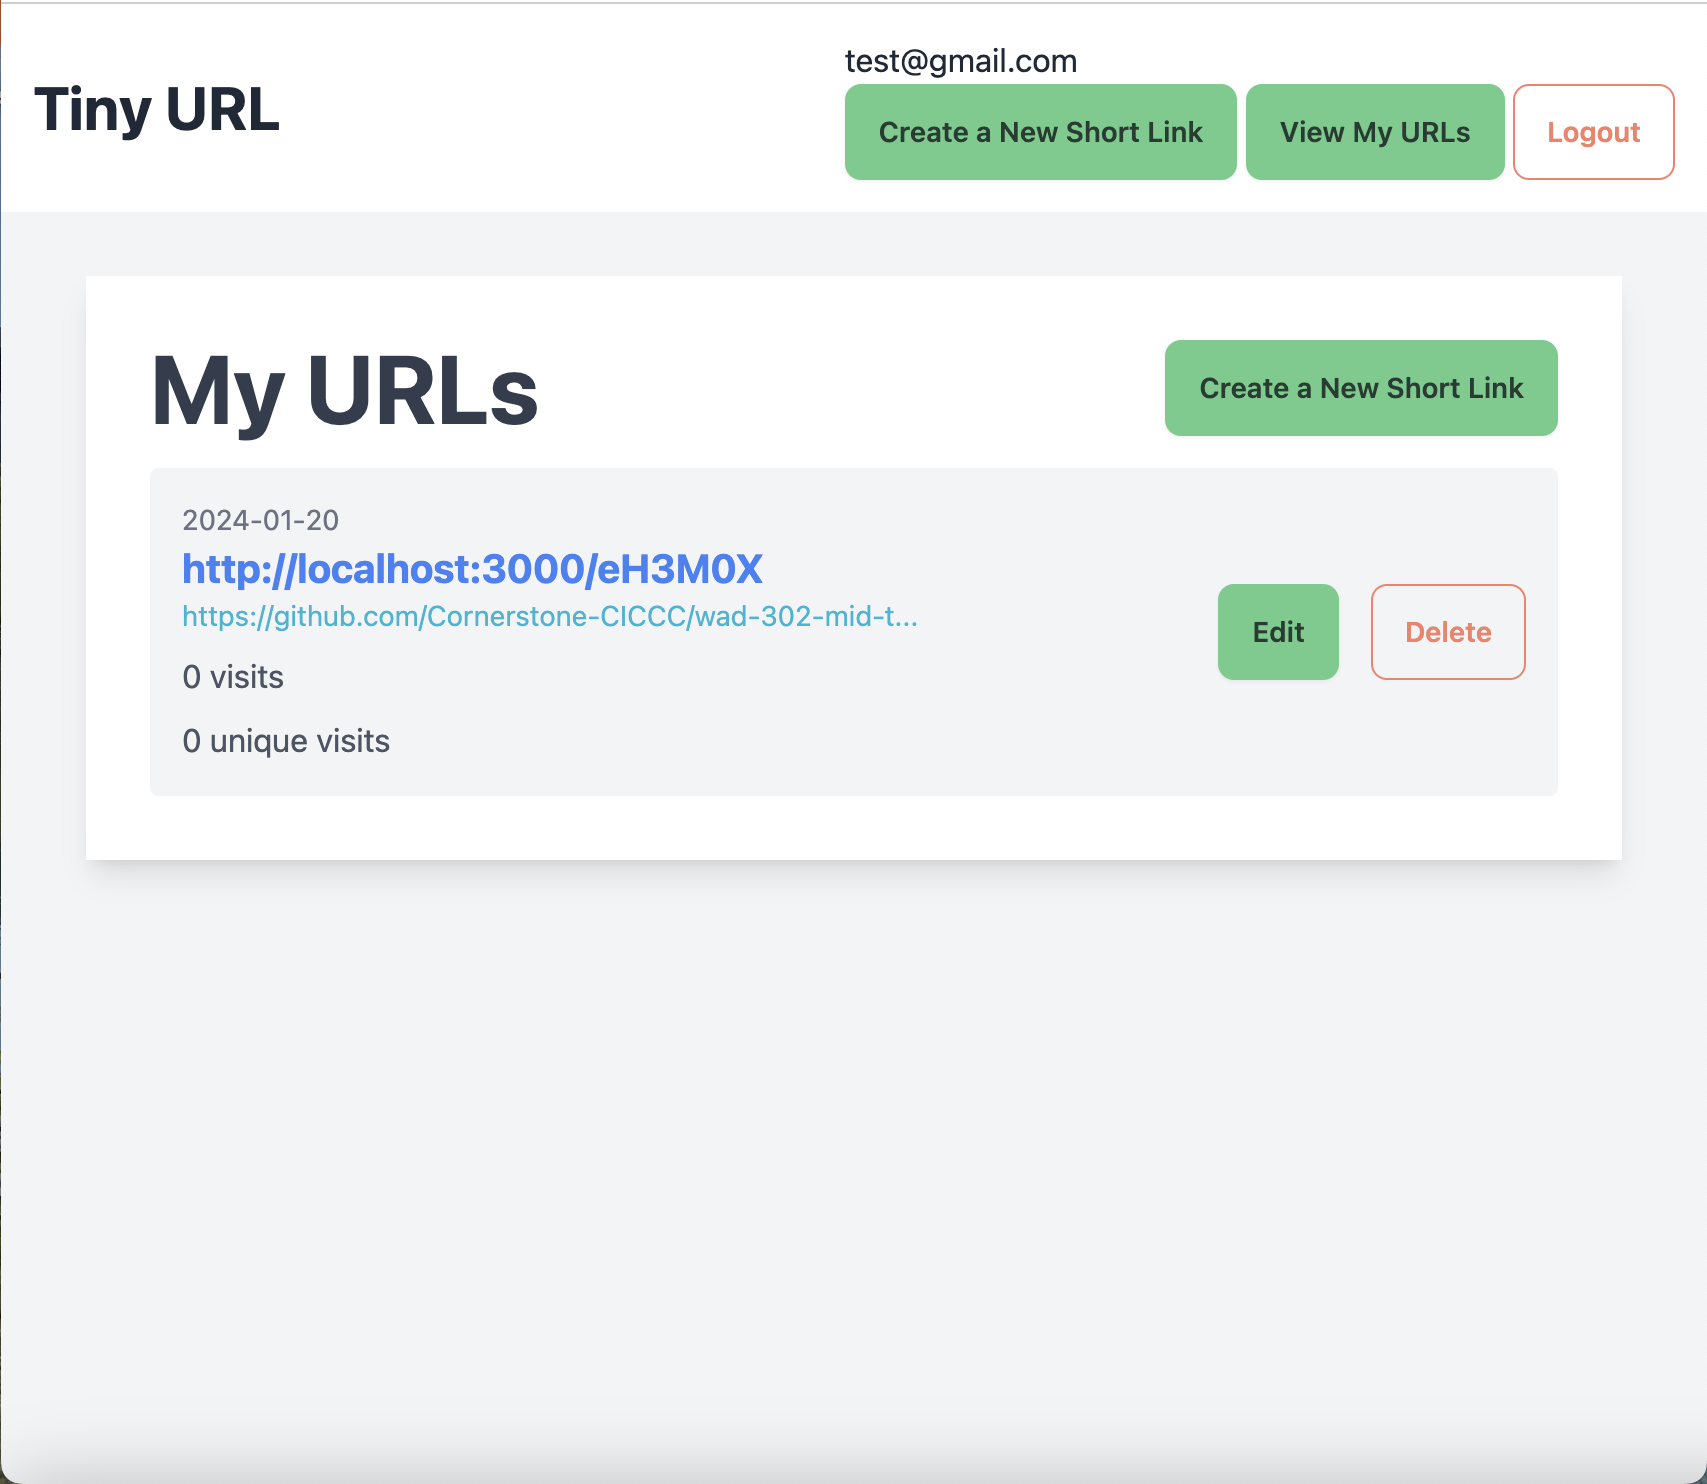 Tiny URL
test@gmail.com
Create a New Short Link
View My URLs
Logout
My URLs
Create a New Short Link
2024-01-20
http://localhost:3000/eH3M0X
https://github.com/Cornerstone-CICCC/wad-302-mid-t...
0 visits
0 unique visits
Edit
Delete